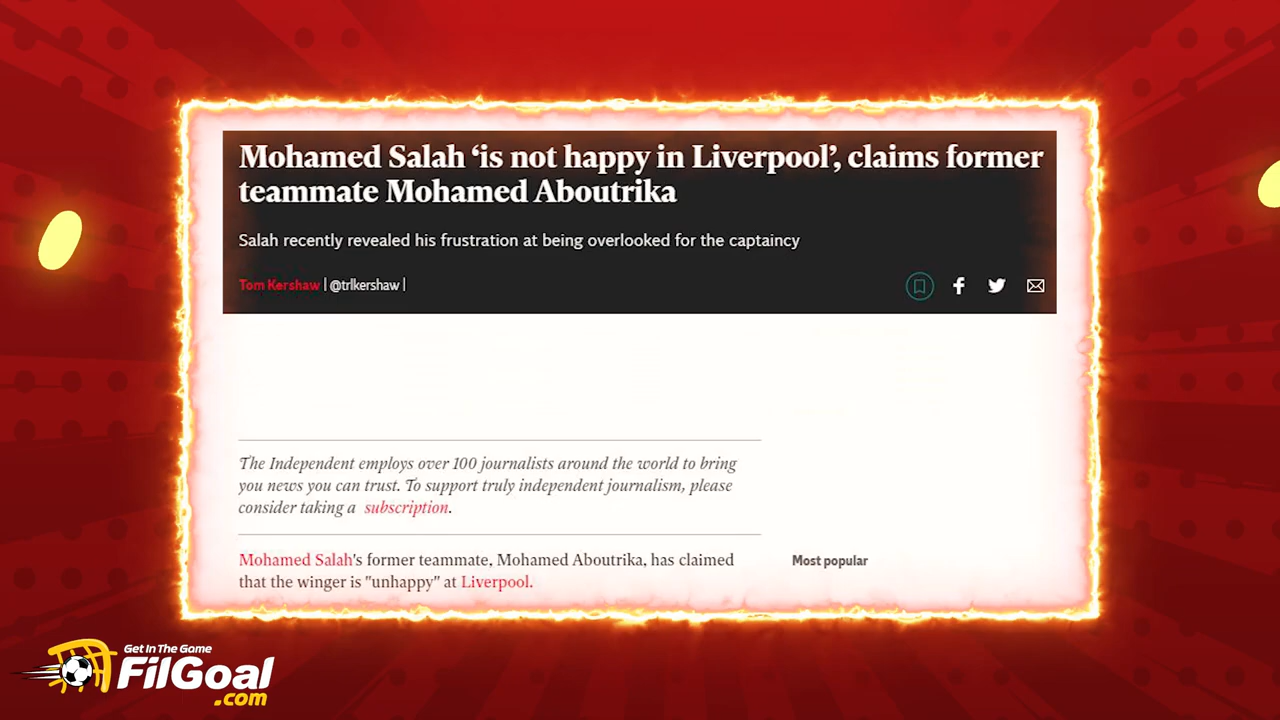 Mohamed Salah ‘is not happy in Liverpool’, claims former
teammate Mohamed Aboutrika
Salah recently revealed his frustration at being overlooked for the captaincy
Tom Kershaw | @trlkershaw |
The Independent employs over 100 journalists around the world to bring
you news you can trust. To support truly independent journalism, please
consider taking a subscription.
Mohamed Salah's former teammate, Mohamed Aboutrika, has claimed
that the winger is "unhappy" at Liverpool.
Most popular
Get In The Game
FilGoal
.com